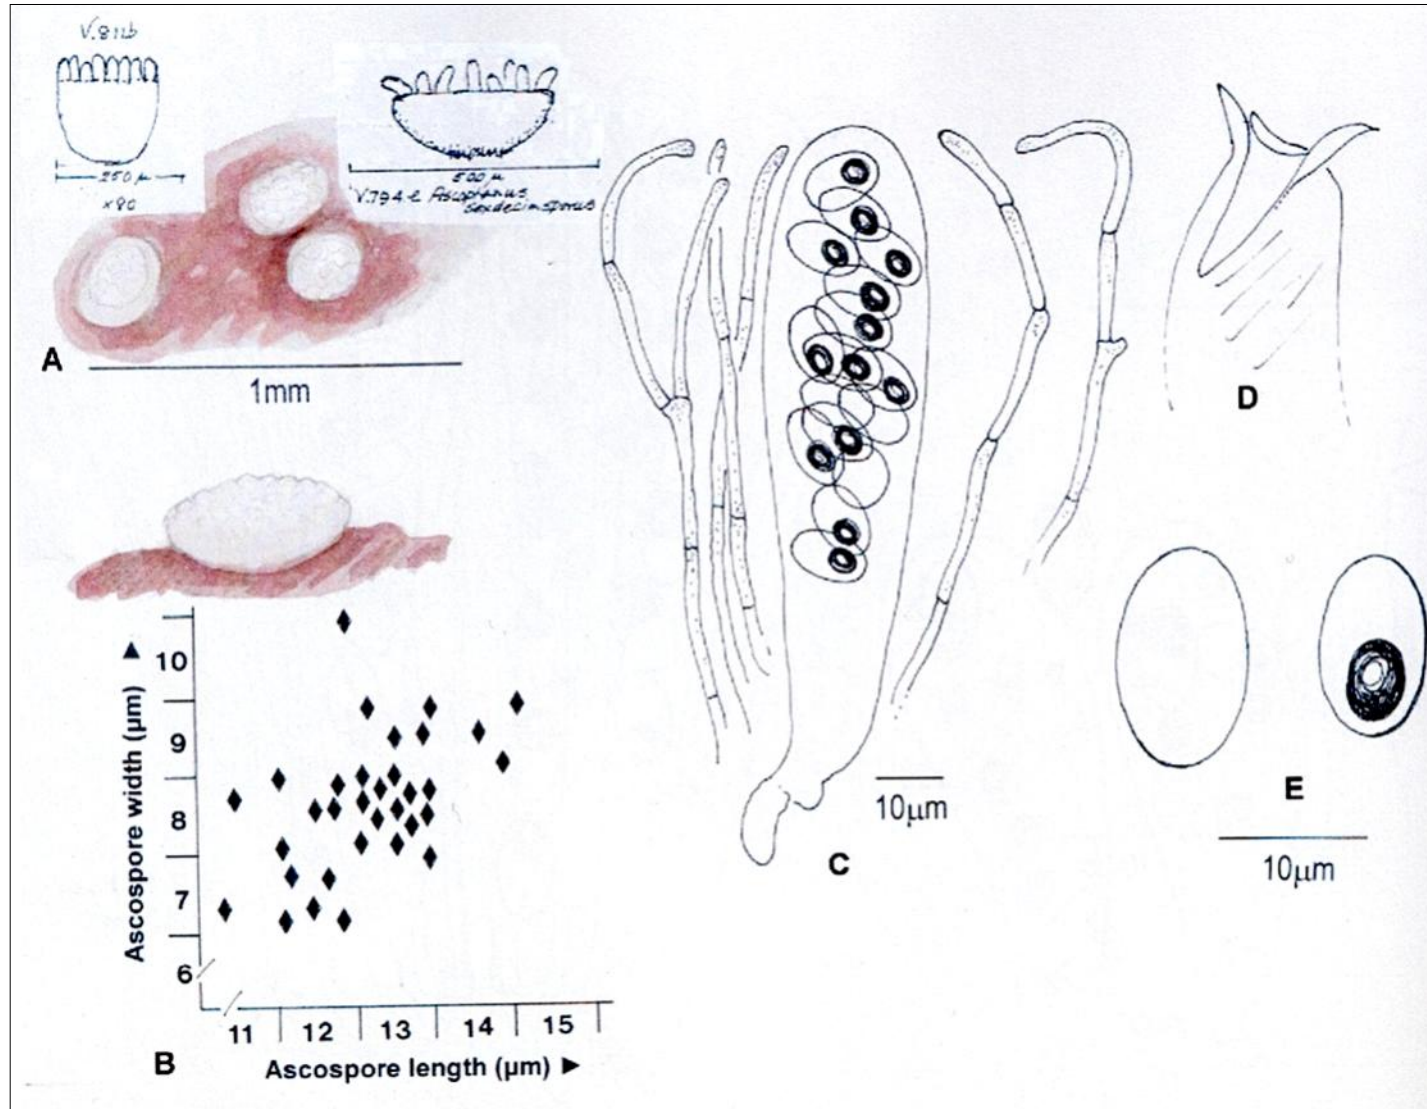 V.811b
250 μ
x80
500 μ
V.794-e Ascophanus
sexdecimsporus
A
1mm
Ascospore width (μm) ▲
10
9
8
7
6
11 12 13 14 15
B
Ascospore length (μm) ►
C
10μm
D
E
10μm